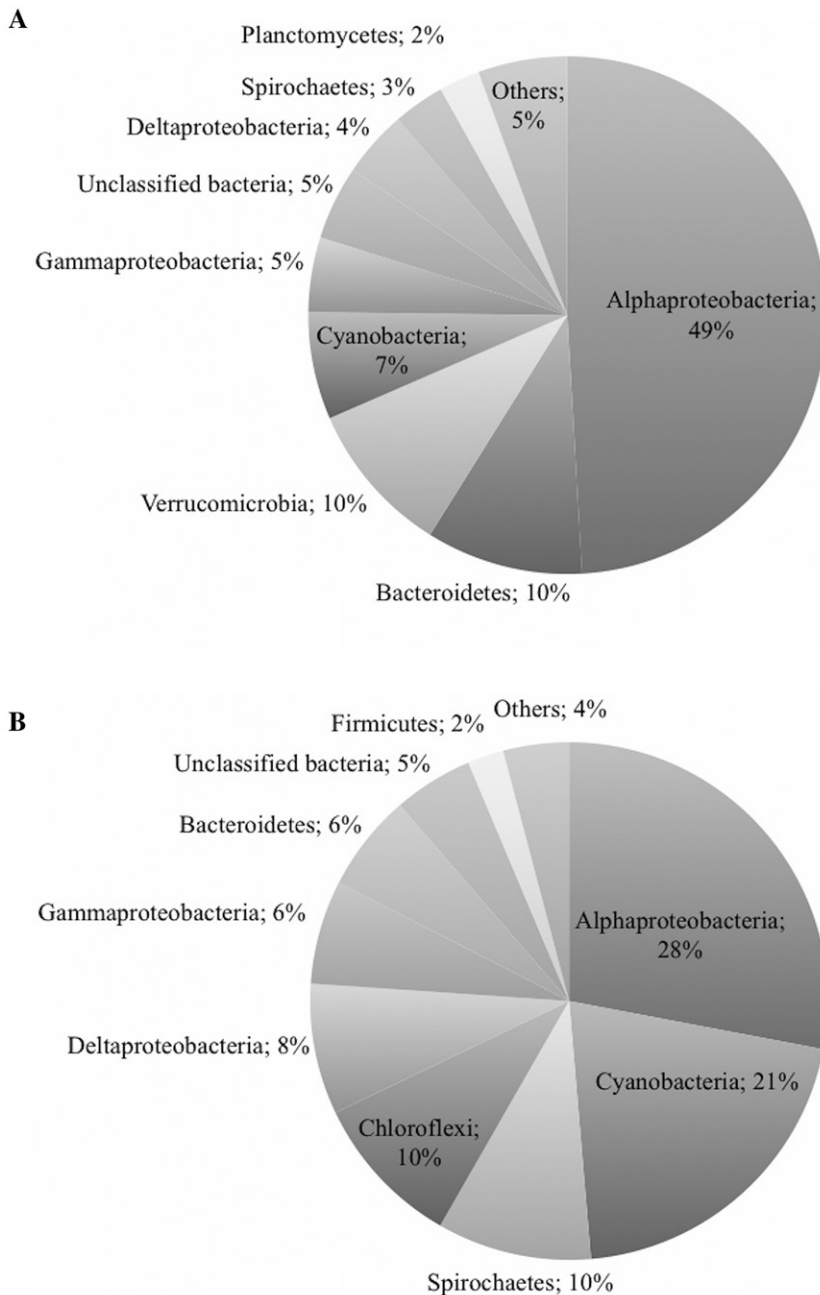 A
Planctomycetes; 2%
Spirochaetes; 3%
Others;
5%
Deltaproteobacteria; 4%
Unclassified bacteria; 5%
Gammaproteobacteria; 5%
Alphaproteobacteria;
49%
Cyanobacteria;
7%
Verrucomicrobia; 10%
Bacteroidetes; 10%
B
Others; 4%
Firmicutes; 2%
Unclassified bacteria; 5%
Bacteroidetes; 6%
Gammaproteobacteria; 6%
Alphaproteobacteria;
28%
Deltaproteobacteria; 8%
Cyanobacteria; 21%
Chloroflexi;
10%
Spirochaetes; 10%